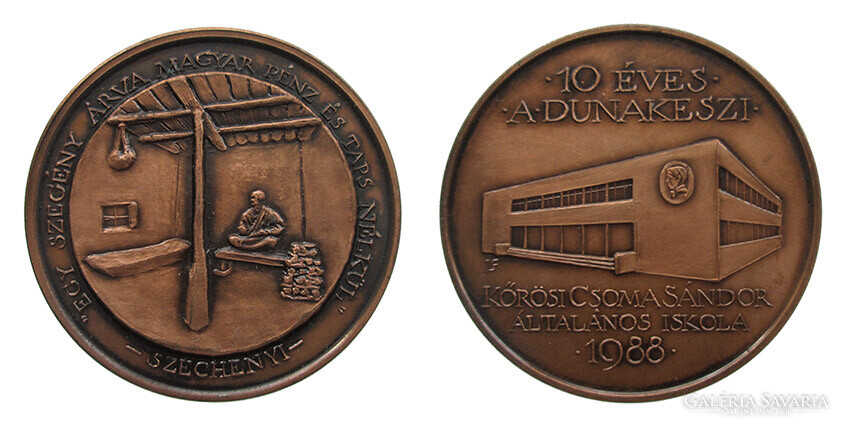 "EGY SZEGÉNY ÁRVA MAGYAR PÉNZ ÉS TAPS NÉLKÜL"
- SZÉCHENYI -
· 10 ÉVES ·
· A · DUNAKESZI ·
LF
KŐRÖSI CSOMA SÁNDOR
ÁLTALÁNOS ISKOLA
· 1988 ·
GALÉRIA SAVARIA